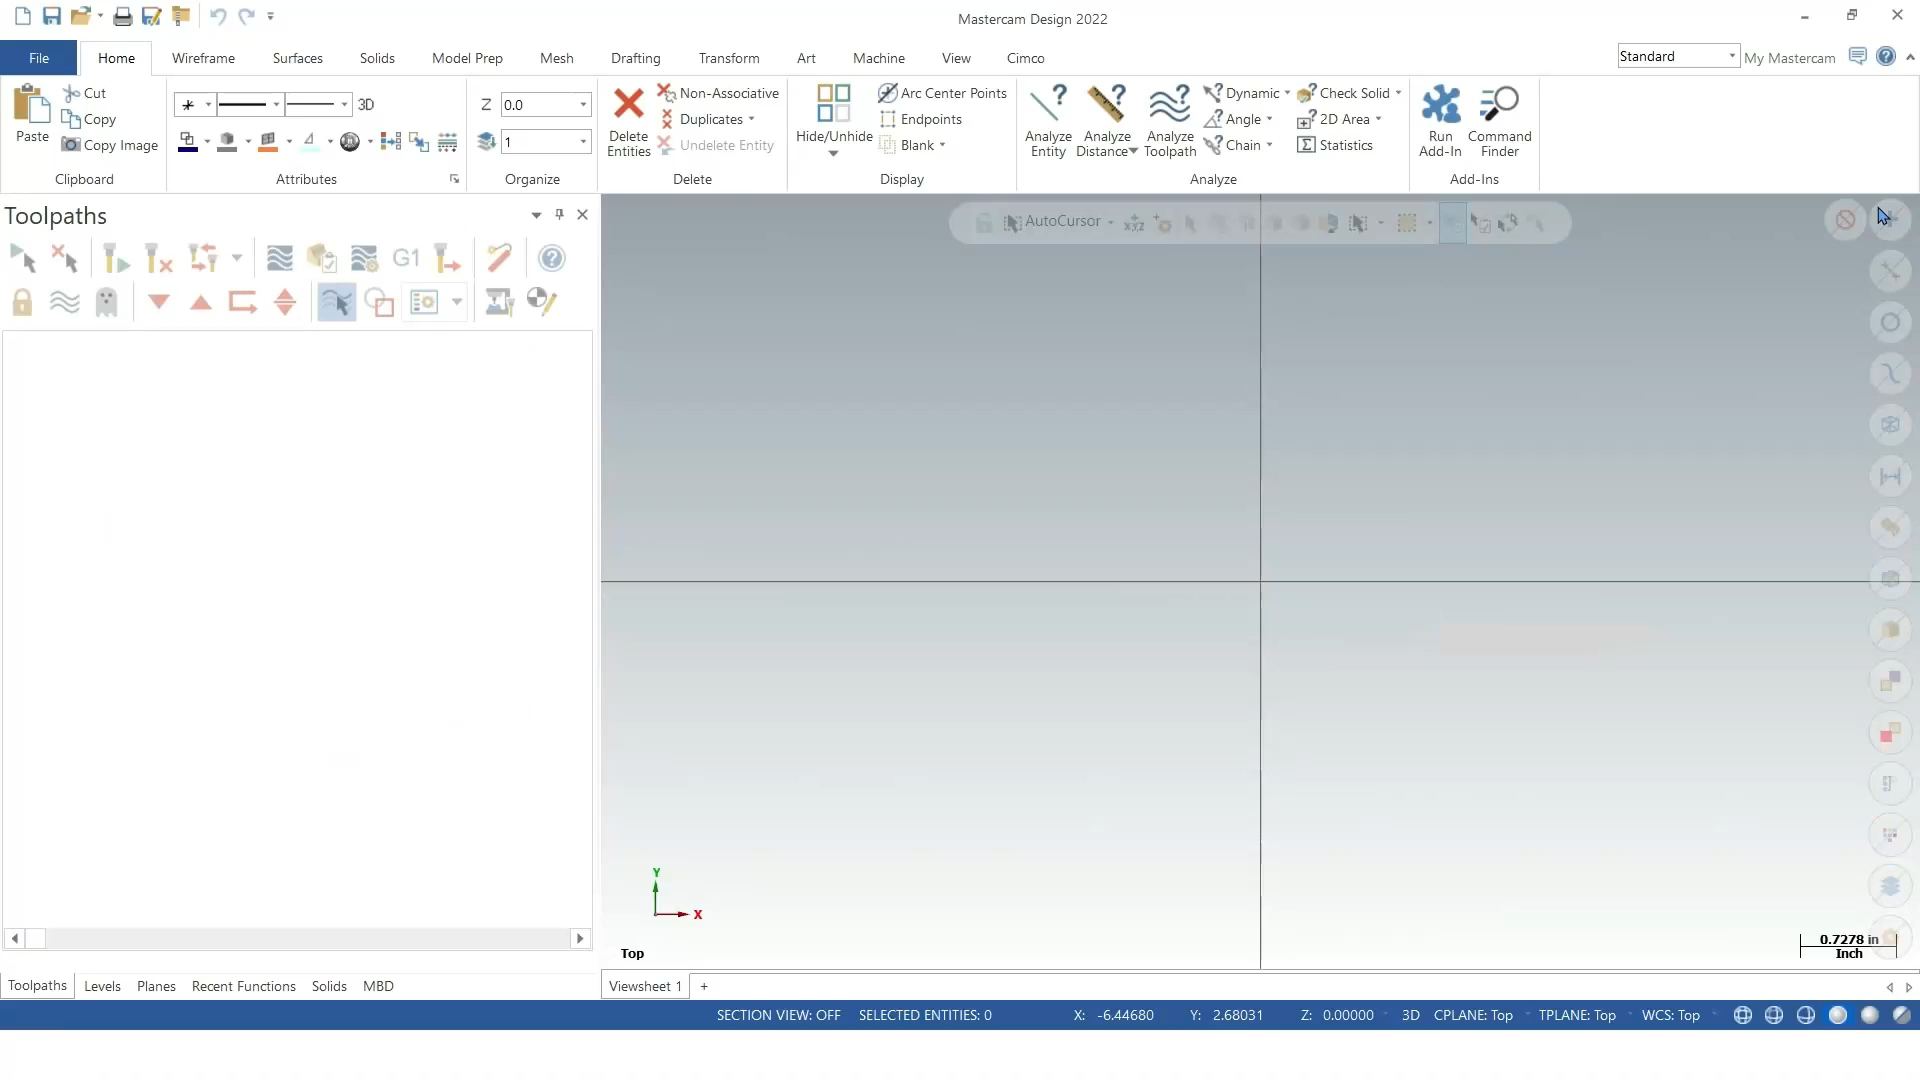 Mastercam Design 2022
File Home Wireframe Surfaces Solids Model Prep Mesh Drafting Transform Art Machine View Cimco Standard My Mastercam
Paste
Cut
Copy
Copy Image
Clipboard
3D
Attributes
Z 0.0
1
Organize
Delete
Entities
Non-Associative
Duplicates
Undelete Entity
Delete
Hide/Unhide
Arc Center Points
Endpoints
Blank
Display
Analyze
Entity
Analyze
Distance
Analyze
Toolpath
Dynamic
Angle
Chain
Check Solid
2D Area
Statistics
Analyze
Run
Add-In
Command
Finder
Add-Ins
Toolpaths
G1
AutoCursor
XYZ
Y
X
Top
0.7278 in
Inch
Toolpaths Levels Planes Recent Functions Solids MBD
Viewsheet 1 +
SECTION VIEW: OFF SELECTED ENTITIES: 0 X: -6.44680 Y: 2.68031 Z: 0.00000 3D CPLANE: Top TPLANE: Top WCS: Top